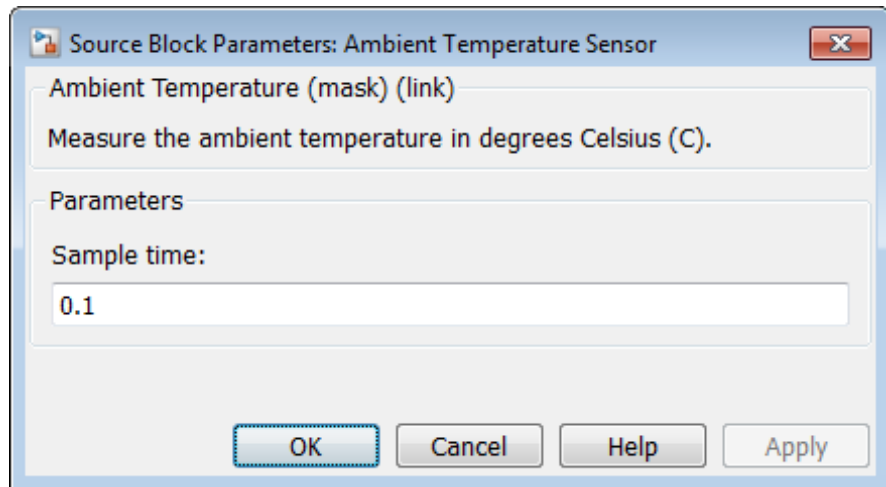 Source Block Parameters: Ambient Temperature Sensor
Ambient Temperature (mask) (link)
Measure the ambient temperature in degrees Celsius (C).
Parameters
Sample time:
0.1
OK Cancel Help Apply